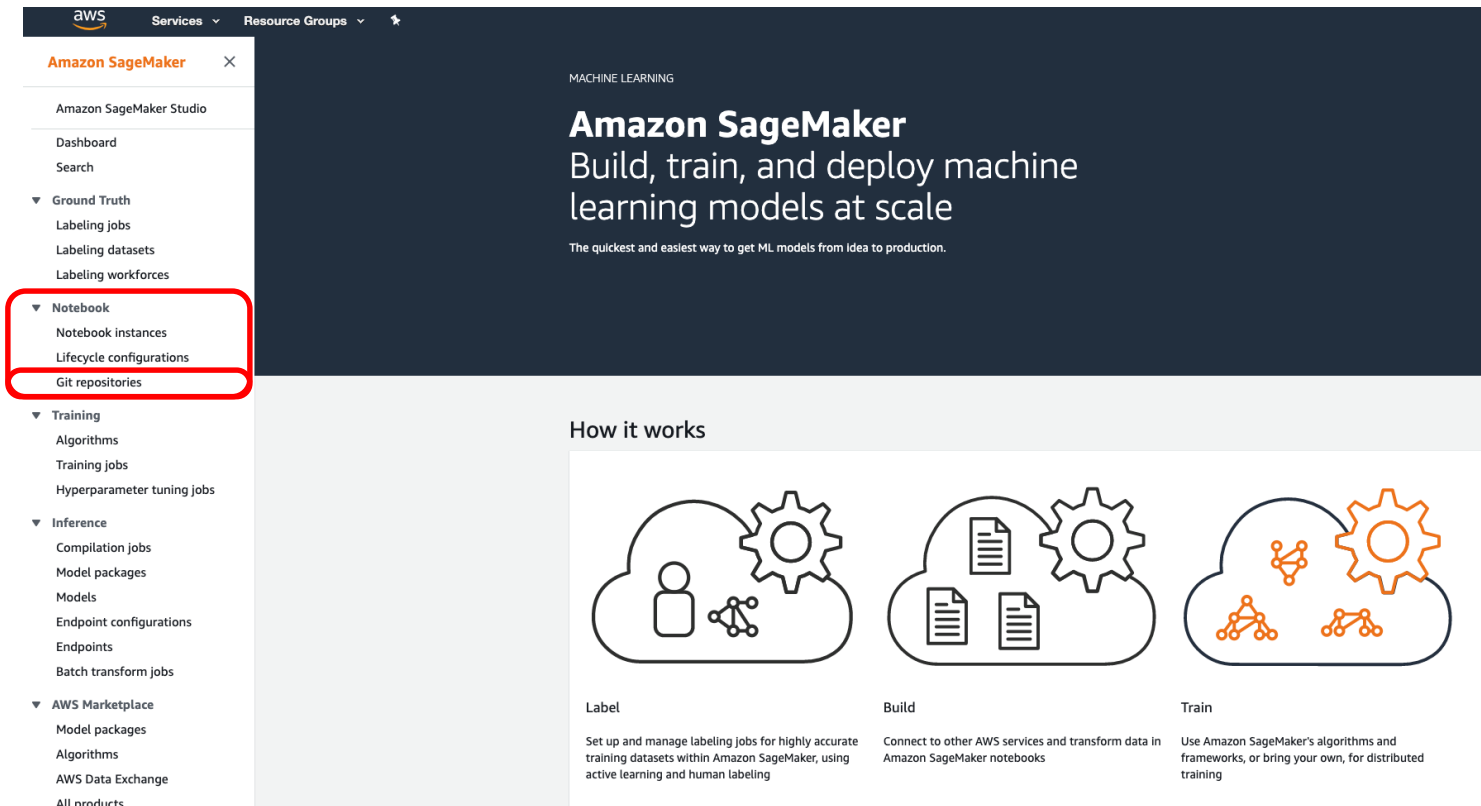 aws
Services
Resource Groups
Amazon SageMaker
Amazon SageMaker Studio
Dashboard
Search
Ground Truth
Labeling jobs
Labeling datasets
Labeling workforces
Notebook
Notebook instances
Lifecycle configurations
Git repositories
Training
Algorithms
Training jobs
Hyperparameter tuning jobs
Inference
Compilation jobs
Model packages
Models
Endpoint configurations
Endpoints
Batch transform jobs
AWS Marketplace
Model packages
Algorithms
AWS Data Exchange
All products
MACHINE LEARNING
Amazon SageMaker
Build, train, and deploy machine
learning models at scale
The quickest and easiest way to get ML models from idea to production.
How it works
Label
Set up and manage labeling jobs for highly accurate
training datasets within Amazon SageMaker, using
active learning and human labeling
Build
Connect to other AWS services and transform data in
Amazon SageMaker notebooks
Train
Use Amazon SageMaker's algorithms and
frameworks, or bring your own, for distributed
training